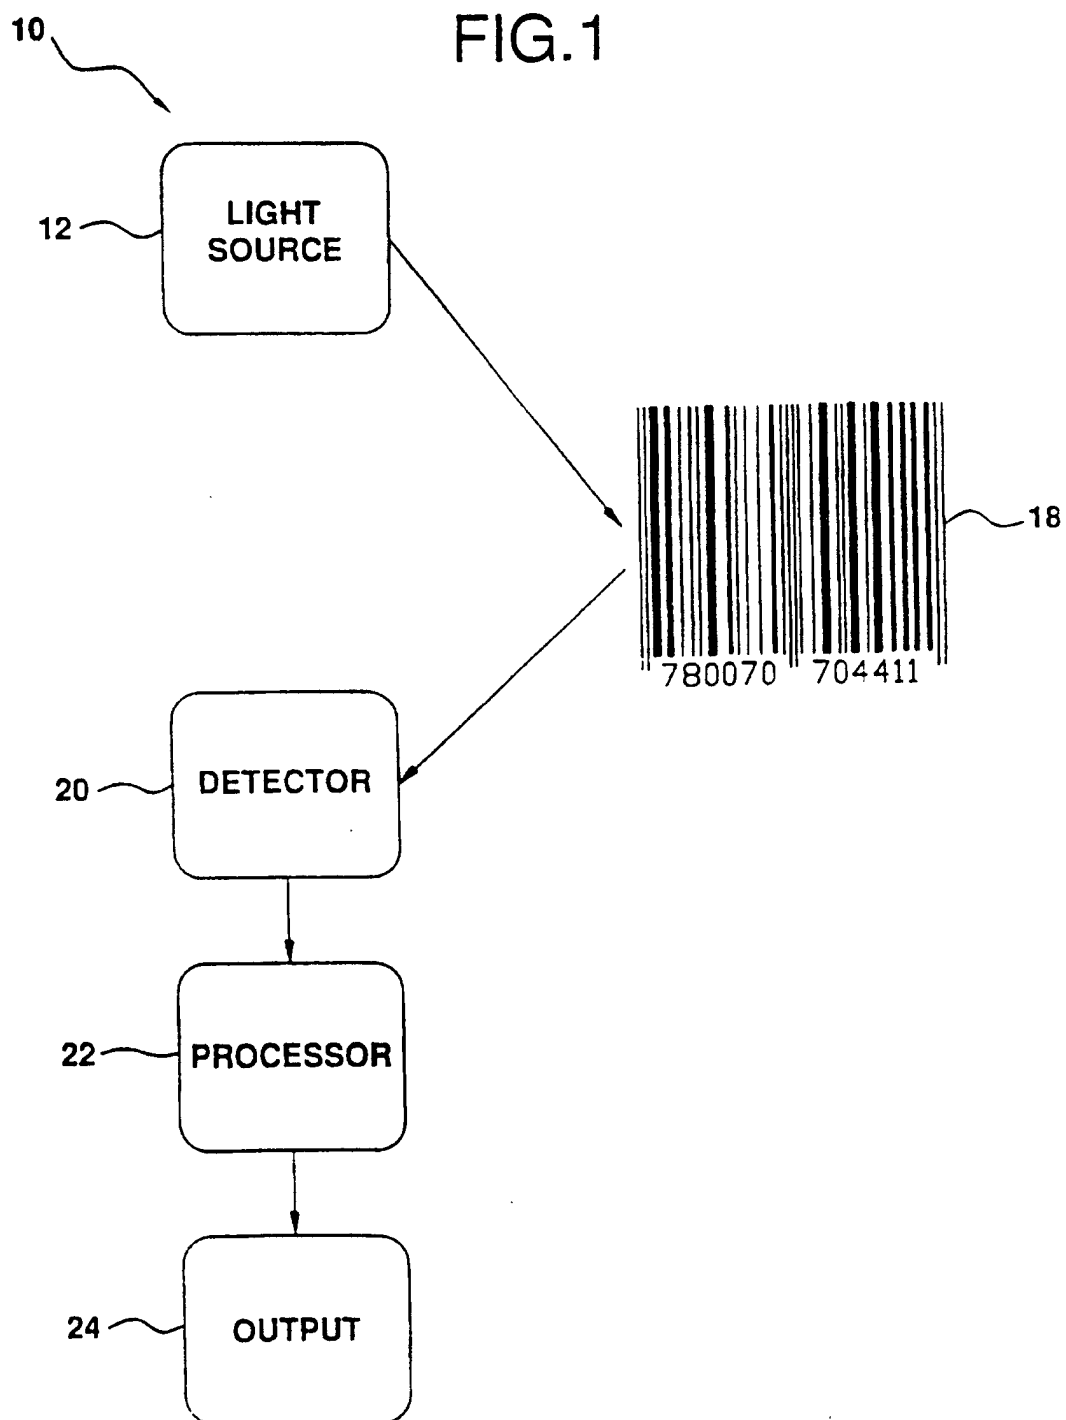 10
FIG.1
LIGHT
SOURCE
12
18
780070 704411
DETECTOR
20
PROCESSOR
22
OUTPUT
24